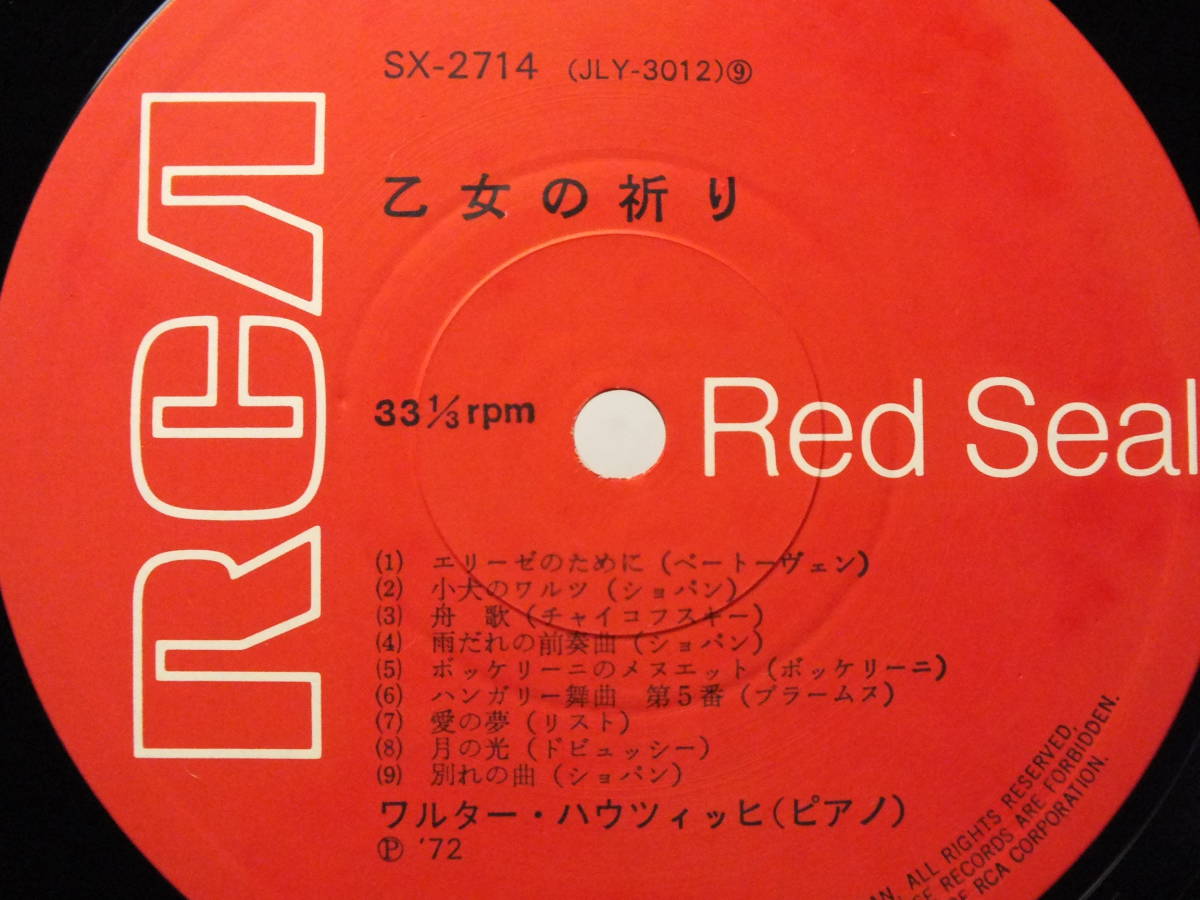 RCA
SX-2714 (JLY-3012)⑨
乙女の祈り
33 1/3 rpm
Red Seal
(1) エリーゼのために (ベートーヴェン)
(2) 小犬のワルツ (ショパン)
(3) 舟 歌 (チャイコフスキー)
(4) 雨だれの前奏曲 (ショパン)
(5) ボッケリーニのメヌエット (ボッケリーニ)
(6) ハンガリー舞曲 第5番 (ブラームス)
(7) 愛の夢 (リスト)
(8) 月の光 (ドビュッシー)
(9) 別れの曲 (ショパン)
ワルター・ハウツィッヒ(ピアノ)
Ⓟ '72
AN, ALL RIGHTS RESERVED,
SE RECORDS ARE FORBIDDEN.
OF RCA CORPORATION.